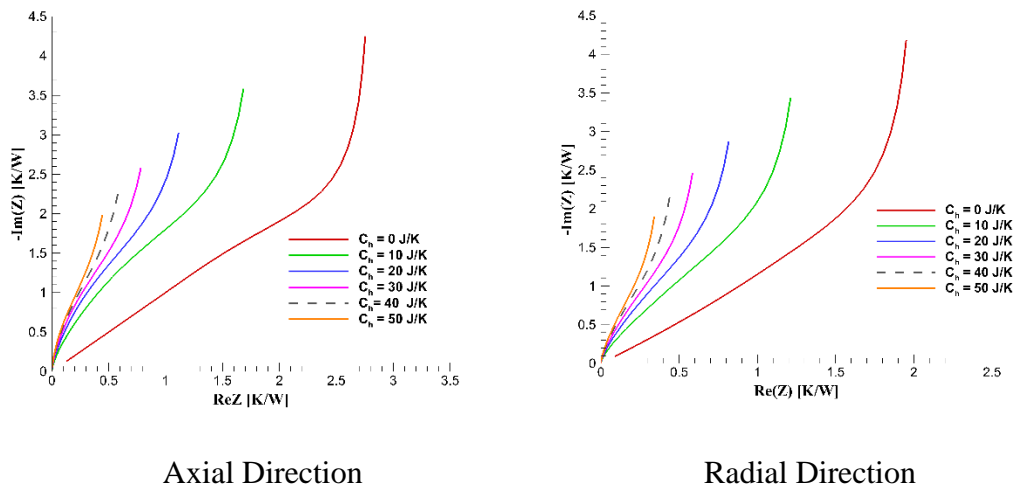 4.5
4
3.5
3
2.5
2
1.5
1
0.5
0
-Im(Z) [K/W]
0 0.5 1 1.5 2 2.5 3 3.5
ReZ [K/W]
C_h = 0 J/K
C_h = 10 J/K
C_h = 20 J/K
C_h = 30 J/K
C_h = 40 J/K
C_h = 50 J/K
Axial Direction
4.5
4
3.5
3
2.5
2
1.5
1
0.5
0
-Im(Z) [K/W]
0 0.5 1 1.5 2 2.5
Re(Z) [K/W]
C_h = 0 J/K
C_h = 10 J/K
C_h = 20 J/K
C_h = 30 J/K
C_h = 40 J/K
C_h = 50 J/K
Radial Direction